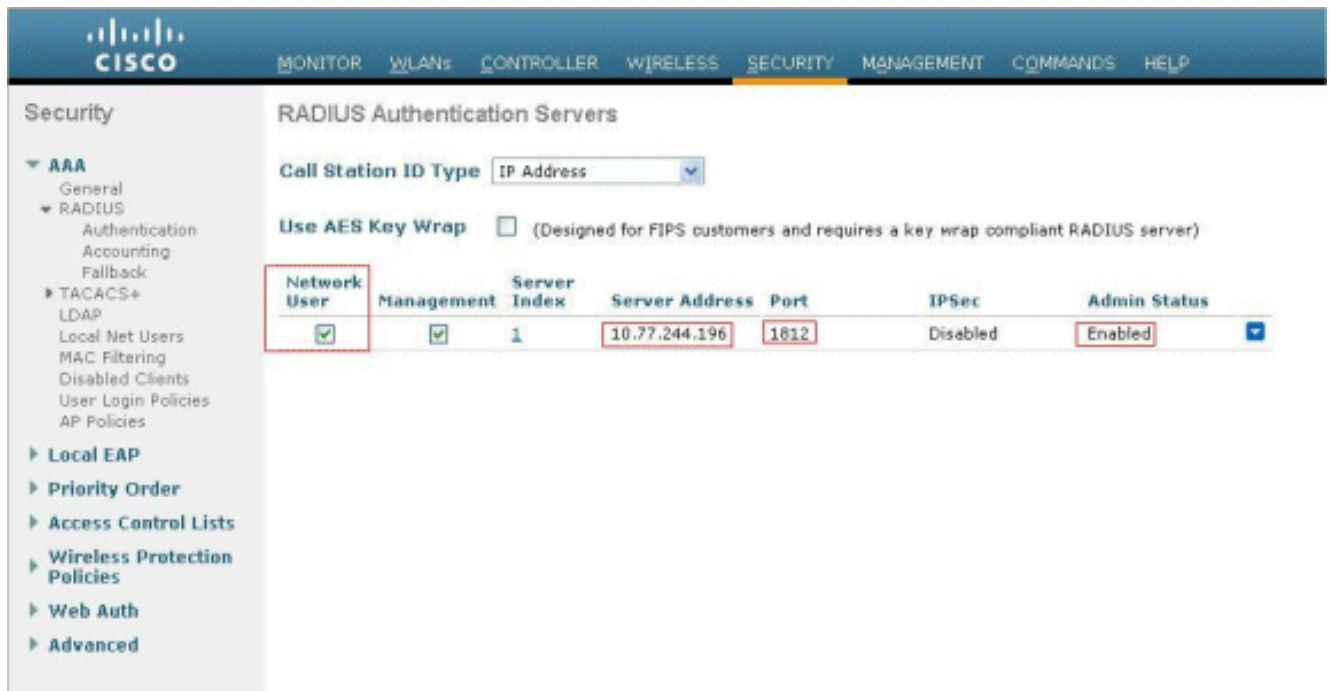 CISCO
MONITOR WLANs CONTROLLER WIRELESS SECURITY MANAGEMENT COMMANDS HELP
Security
AAA
General
RADIUS
Authentication
Accounting
Fallback
TACACS+
LDAP
Local Net Users
MAC Filtering
Disabled Clients
User Login Policies
AP Policies
Local EAP
Priority Order
Access Control Lists
Wireless Protection
Policies
Web Auth
Advanced
RADIUS Authentication Servers
Call Station ID Type IP Address
Use AES Key Wrap (Designed for FIPS customers and requires a key wrap compliant RADIUS server)
Network Server
User Management Index Server Address Port IPSec Admin Status
1 10.77.244.196 1812 Disabled Enabled